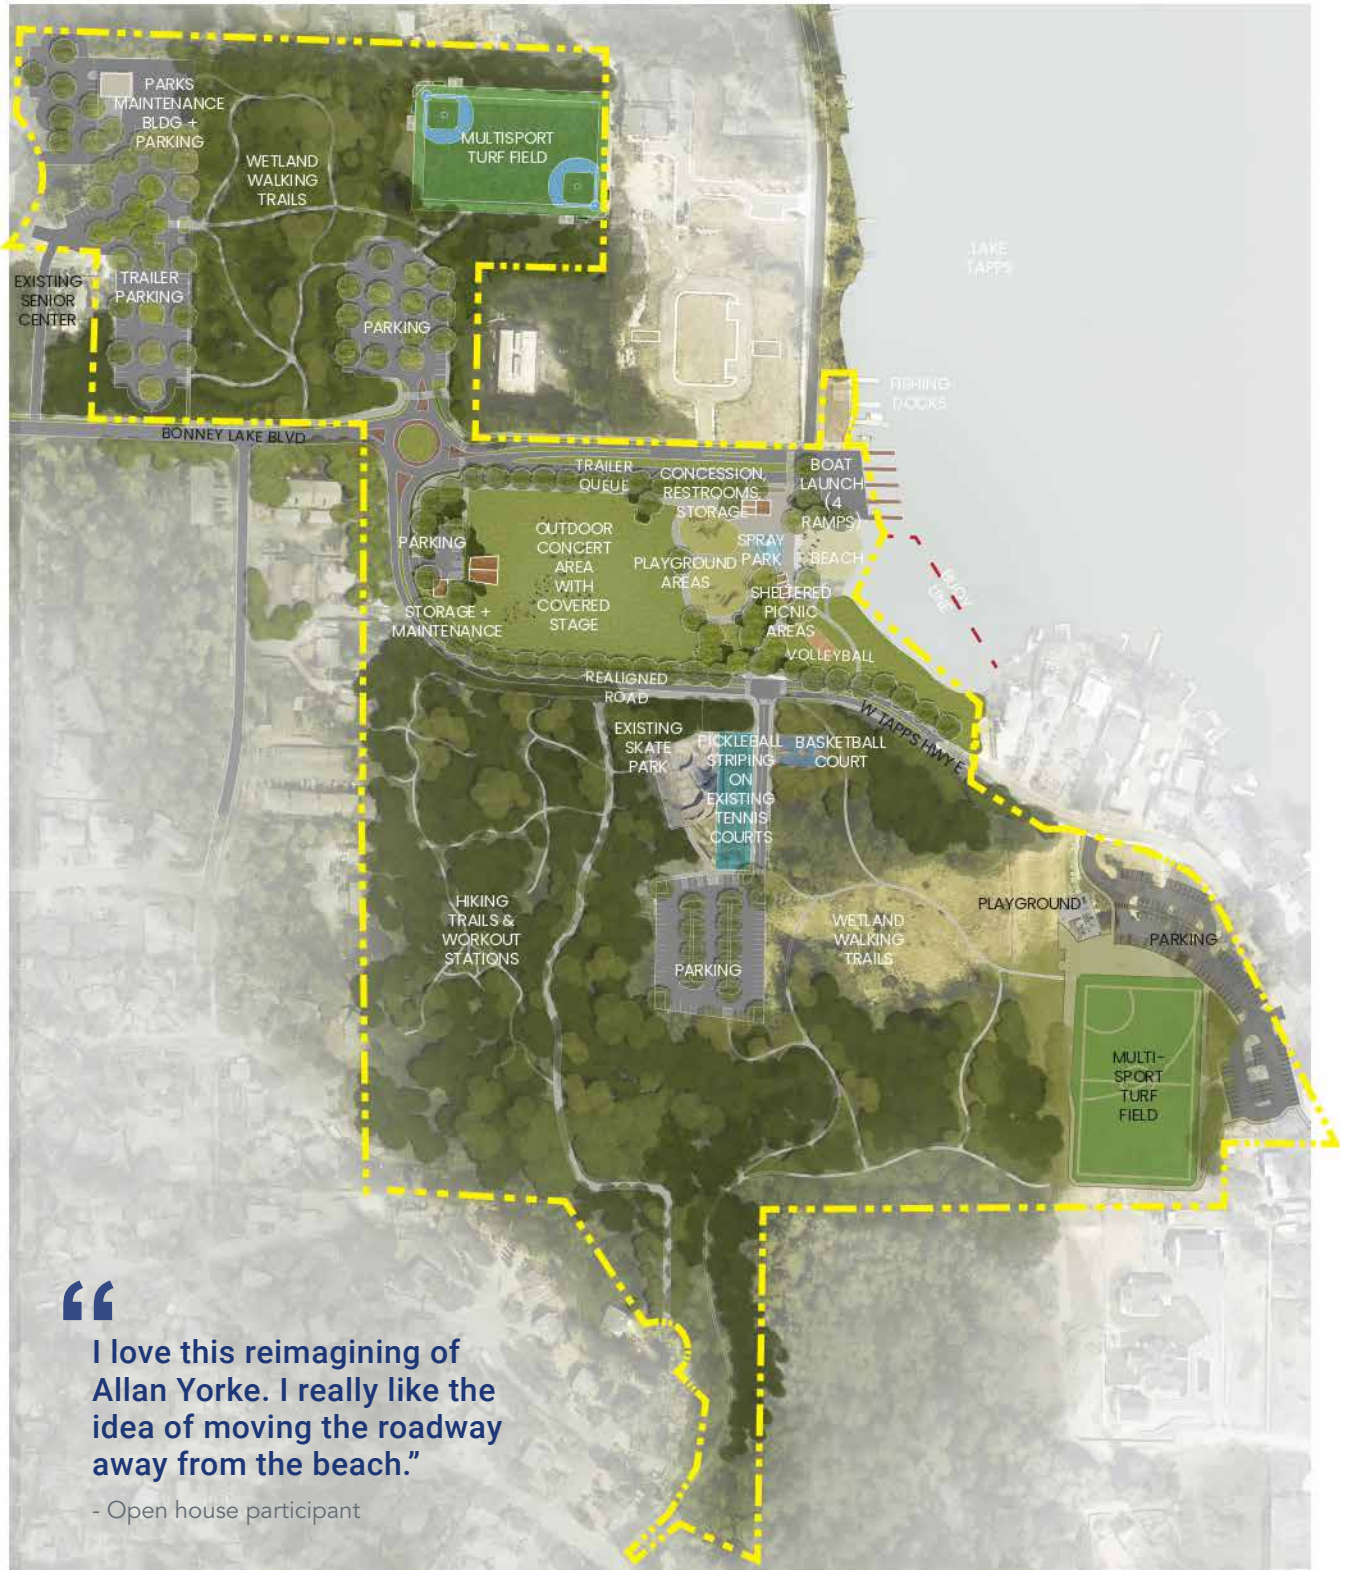 PARKS
MAINTENANCE
BLDG +
PARKING
WETLAND
WALKING
TRAILS
MULTISPORT
TURF FIELD
LAKE
TAPPS
EXISTING
SENIOR
CENTER
TRAILER
PARKING
PARKING
FISHING
DOCKS
BONNEY LAKE BLVD
TRAILER
QUEUE
CONCESSION,
RESTROOMS,
STORAGE
BOAT
LAUNCH
(4
RAMPS)
PARKING
OUTDOOR
CONCERT
AREA
WITH
COVERED
STAGE
PLAYGROUND
AREAS
SPRAY
PARK
BEACH
BUOY
LINE
STORAGE +
MAINTENANCE
SHELTERED
PICNIC
AREAS
VOLLEYBALL
REALIGNED
ROAD
W TAPPS HWY E
EXISTING
SKATE
PARK
PICKLEBALL
STRIPING
ON
EXISTING
TENNIS
COURTS
BASKETBALL
COURT
HIKING
TRAILS &
WORKOUT
STATIONS
PARKING
WETLAND
WALKING
TRAILS
PLAYGROUND
PARKING
MULTI-
SPORT
TURF
FIELD
“
I love this reimagining of
Allan Yorke. I really like the
idea of moving the roadway
away from the beach.”
- Open house participant